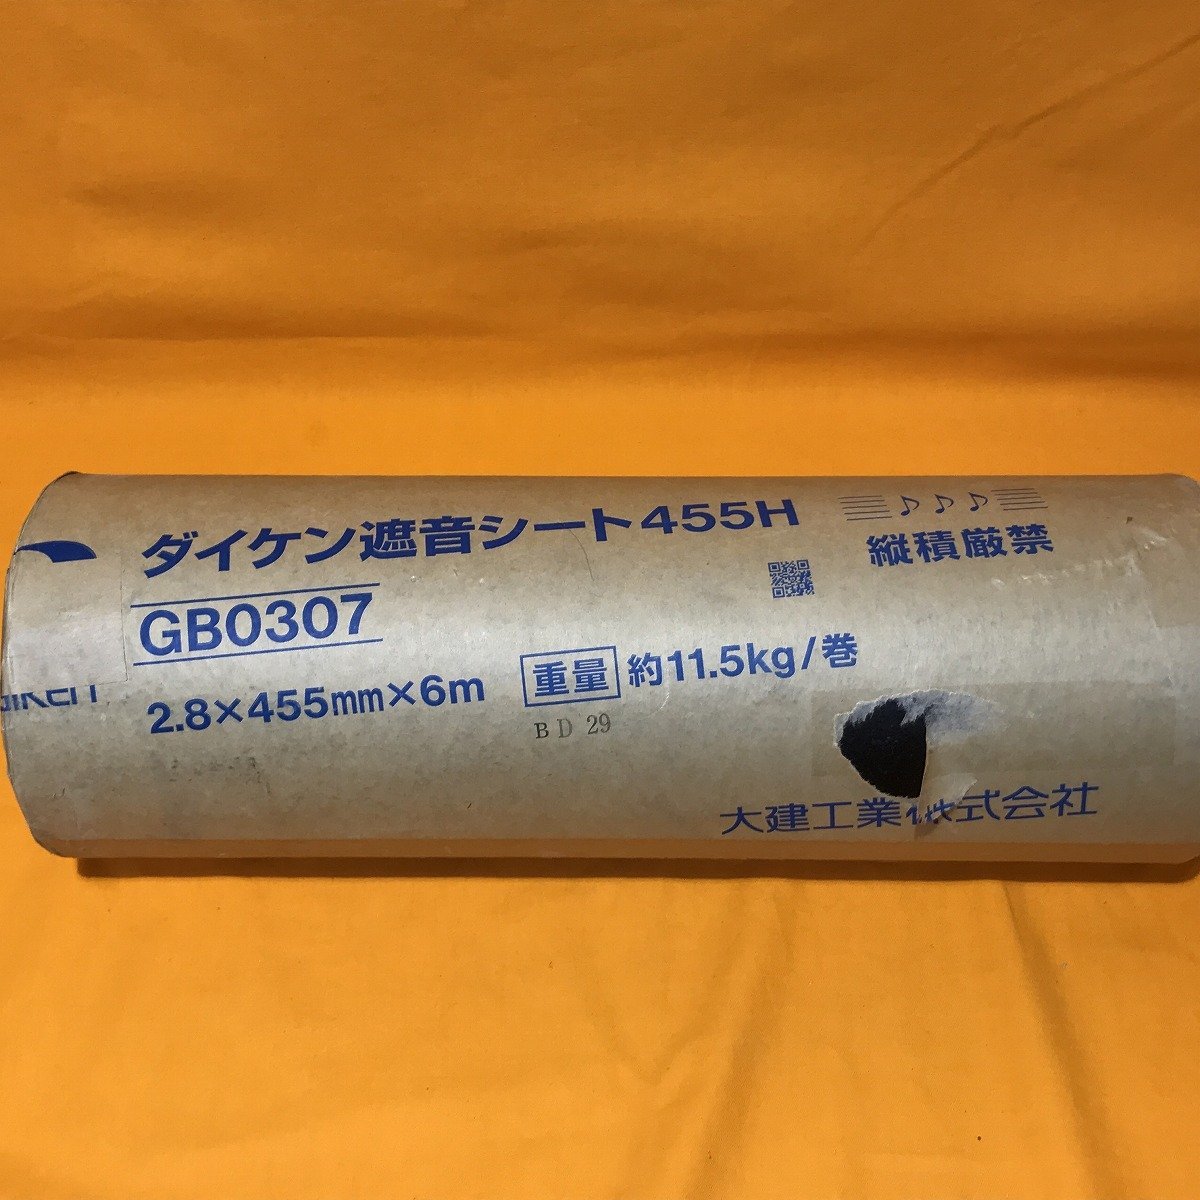 ダイケン遮音シート455H
縦積厳禁
GB0307
2.8×455mm×6m
重量 約11.5kg/巻
BD 29
大建工業株式会社